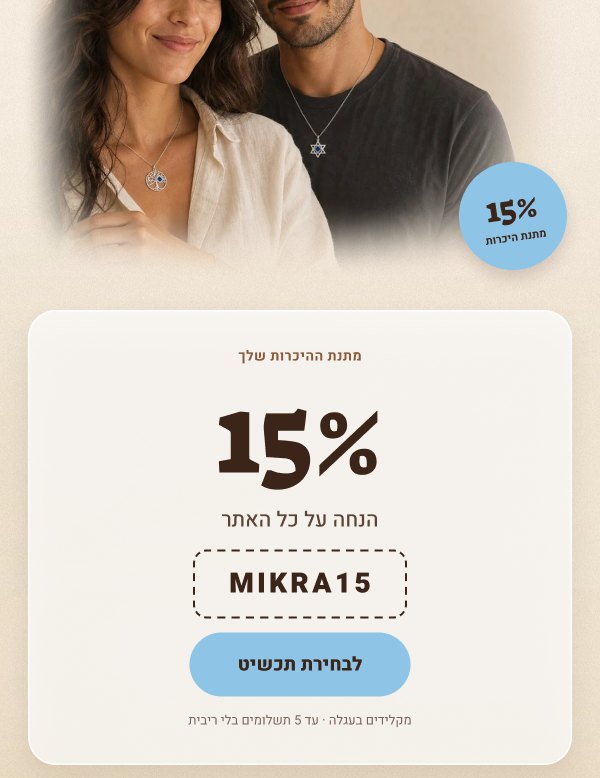 15%
מתנת היכרות
מתנת ההיכרות שלך
15%
הנחה על כל האתר
MIKRA15
לבחירת תכשיט
מקלידים בעגלה · עד 5 תשלומים בלי ריבית